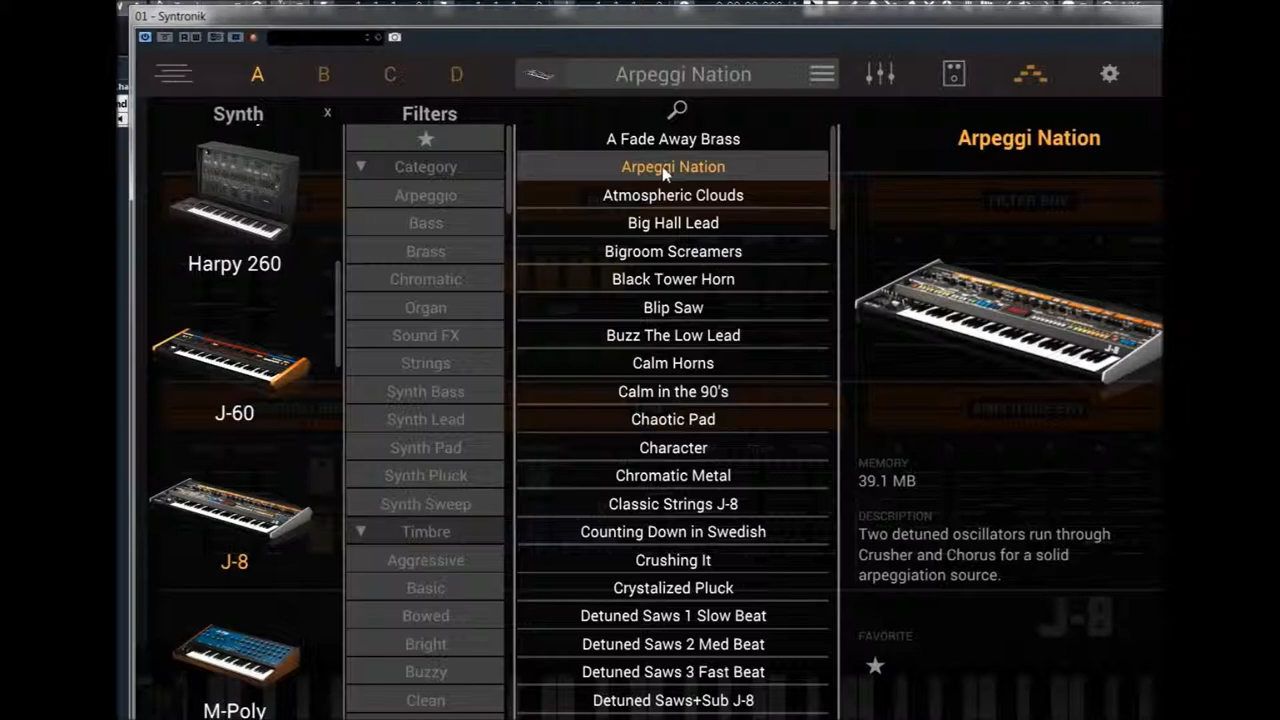 01 - Syntronik
A B C D
Arpeggi Nation
Synth x
Harpy 260
J-60
J-8
M-Poly
Filters
Category
Arpeggio
Bass
Brass
Chromatic
Organ
Sound FX
Strings
Synth Bass
Synth Lead
Synth Pad
Synth Pluck
Synth Sweep
Timbre
Aggressive
Basic
Bowed
Bright
Buzzy
Clean
A Fade Away Brass
Arpeggi Nation
Atmospheric Clouds
Big Hall Lead
Bigroom Screamers
Black Tower Horn
Blip Saw
Buzz The Low Lead
Calm Horns
Calm in the 90's
Chaotic Pad
Character
Chromatic Metal
Classic Strings J-8
Counting Down in Swedish
Crushing It
Crystalized Pluck
Detuned Saws 1 Slow Beat
Detuned Saws 2 Med Beat
Detuned Saws 3 Fast Beat
Detuned Saws+Sub J-8
Arpeggi Nation
FILTER ENV
MEMORY
39.1 MB
DESCRIPTION
Two detuned oscillators run through
Crusher and Chorus for a solid
arpeggiation source.
J-8
FAVORITE